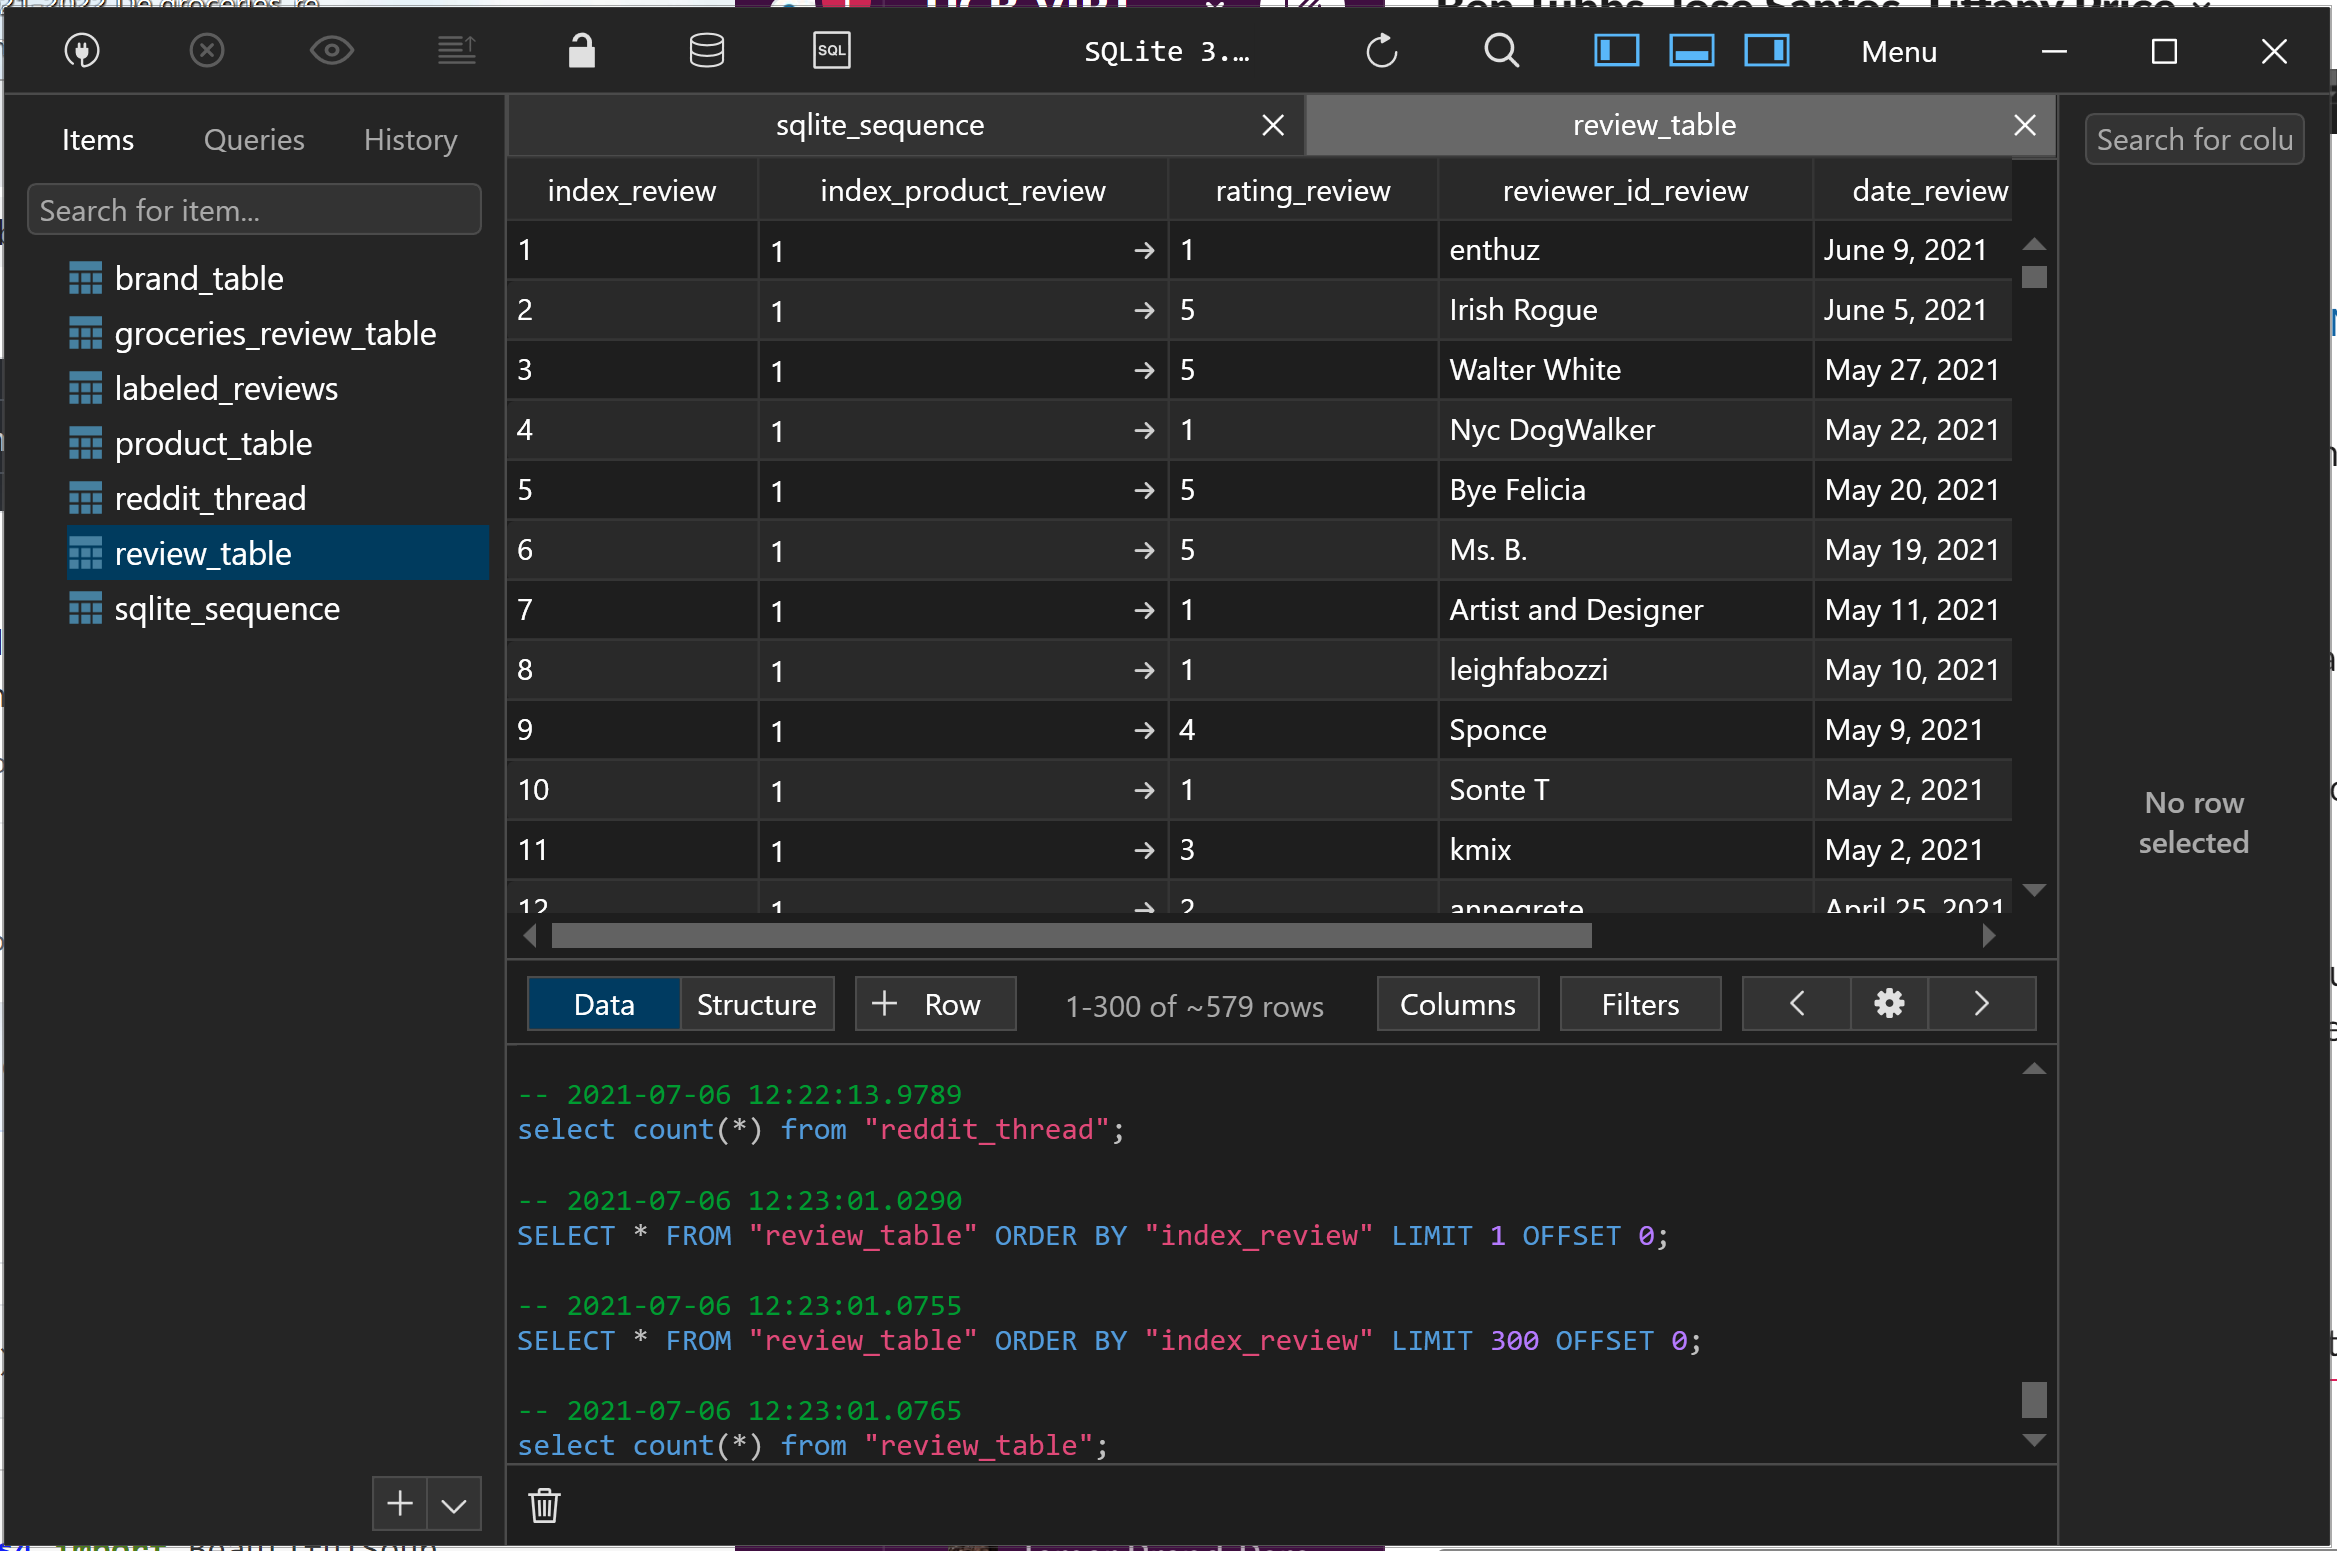 SQL
SQLite 3....
Menu
Items
Queries
History
Search for item...
brand_table
groceries_review_table
labeled_reviews
product_table
reddit_thread
review_table
sqlite_sequence
sqlite_sequence
review_table
Search for colu
index_review index_product_review rating_review reviewer_id_review date_review
1 1 → 1 enthuz June 9, 2021
2 1 → 5 Irish Rogue June 5, 2021
3 1 → 5 Walter White May 27, 2021
4 1 → 1 Nyc DogWalker May 22, 2021
5 1 → 5 Bye Felicia May 20, 2021
6 1 → 5 Ms. B. May 19, 2021
7 1 → 1 Artist and Designer May 11, 2021
8 1 → 1 leighfabozzi May 10, 2021
9 1 → 4 Sponce May 9, 2021
10 1 → 1 Sonte T May 2, 2021
11 1 → 3 kmix May 2, 2021
12 1 → 2 annegrete April 25, 2021
No row
selected
Data Structure + Row 1-300 of ~579 rows Columns Filters
-- 2021-07-06 12:22:13.9789
select count(*) from "reddit_thread";
-- 2021-07-06 12:23:01.0290
SELECT * FROM "review_table" ORDER BY "index_review" LIMIT 1 OFFSET 0;
-- 2021-07-06 12:23:01.0755
SELECT * FROM "review_table" ORDER BY "index_review" LIMIT 300 OFFSET 0;
-- 2021-07-06 12:23:01.0765
select count(*) from "review_table";